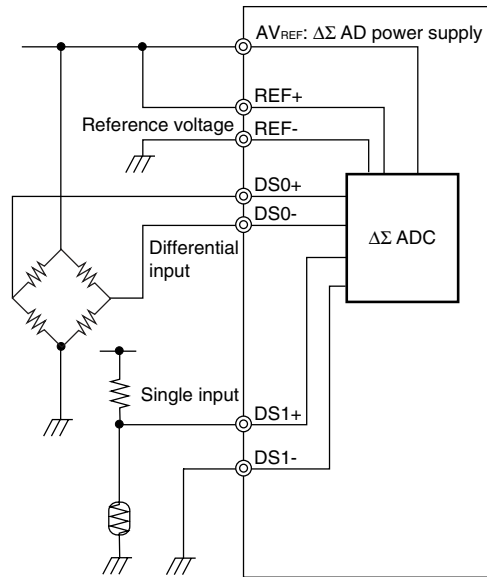 AVREF: ΔΣ AD power supply
REF+
Reference voltage
REF-
DS0+
DS0-
ΔΣ ADC
Differential
input
Single input
DS1+
DS1-